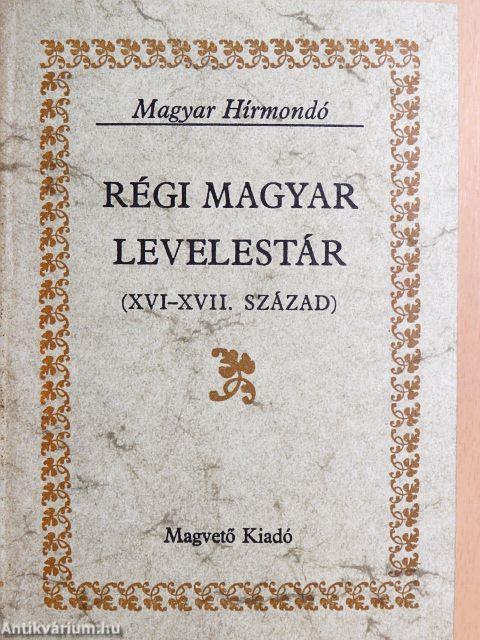 Magyar Hírmondó
RÉGI MAGYAR
LEVELESTÁR
(XVI–XVII. SZÁZAD)
Magvető Kiadó
Antikvárium.hu